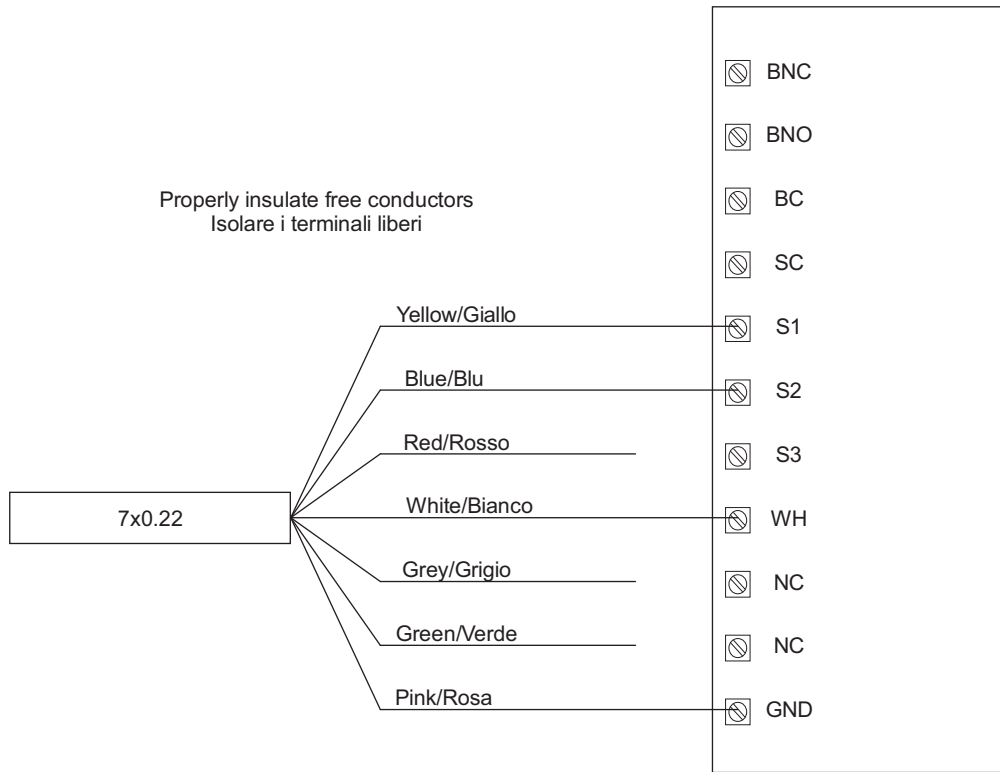 BNC
BNO
Properly insulate free conductors
Isolare i terminali liberi
BC
SC
Yellow/Giallo
S1
Blue/Blu
S2
Red/Rosso
S3
7x0.22
White/Bianco
WH
Grey/Grigio
NC
Green/Verde
NC
Pink/Rosa
GND